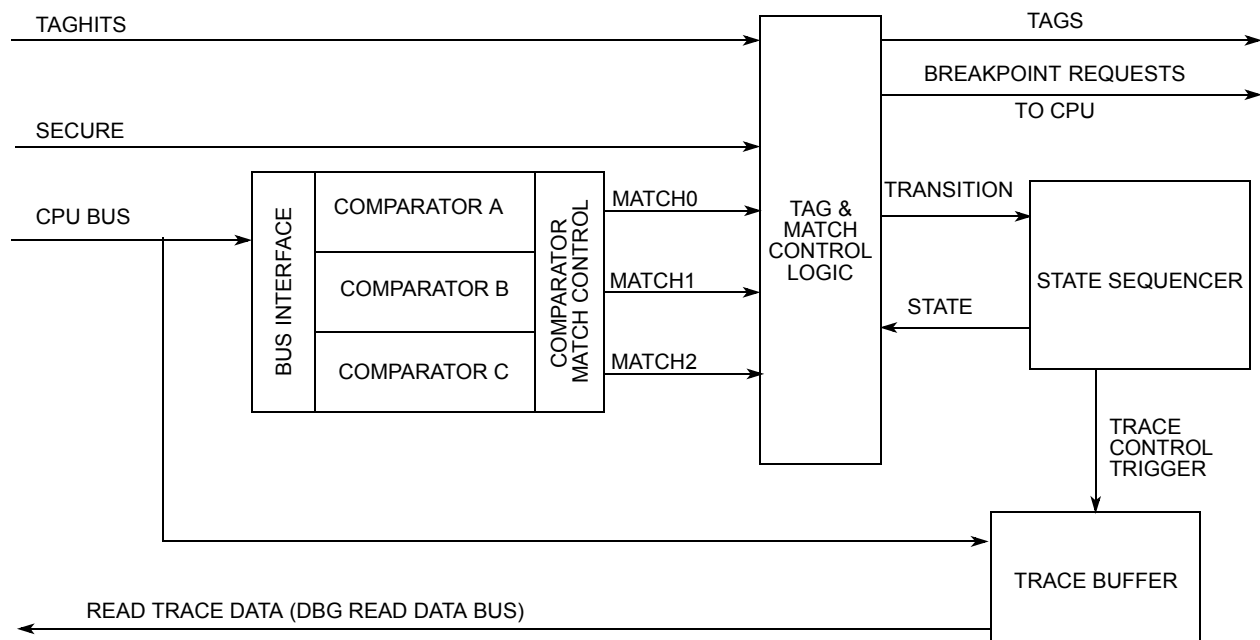 TAGHITS
TAGS
BREAKPOINT REQUESTS
TO CPU
SECURE
CPU BUS
BUS INTERFACE
COMPARATOR A
COMPARATOR B
COMPARATOR C
COMPARATOR
MATCH CONTROL
MATCH0
MATCH1
MATCH2
TAG &
MATCH
CONTROL
LOGIC
TRANSITION
STATE
STATE SEQUENCER
TRACE
CONTROL
TRIGGER
TRACE BUFFER
READ TRACE DATA (DBG READ DATA BUS)